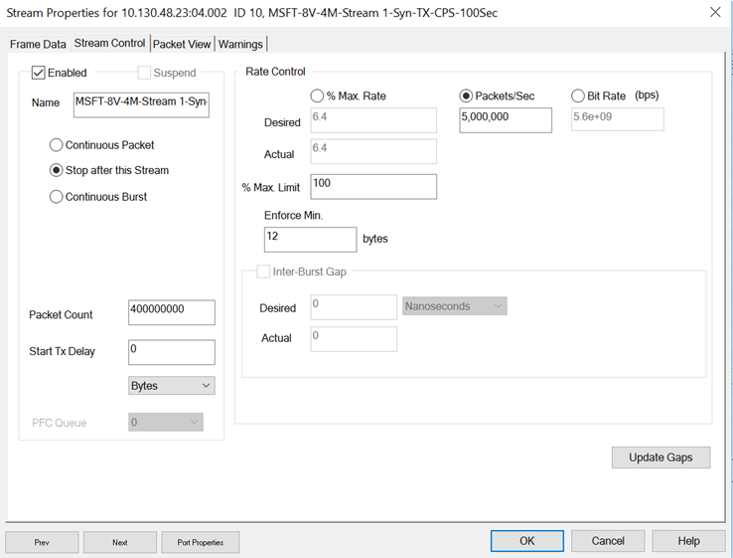 Stream Properties for 10.130.48.23:04.002 ID 10, MSFT-8V-4M-Stream 1-Syn-TX-CPS-100Sec
Frame Data Stream Control Packet View Warnings
Enabled Suspend
Name MSFT-8V-4M-Stream 1-Syn-
Continuous Packet
Stop after this Stream
Continuous Burst
Packet Count 400000000
Start Tx Delay 0
Bytes
PFC Queue 0
Rate Control
% Max. Rate Packets/Sec Bit Rate (bps)
Desired 6.4 5,000,000 5.6e+09
Actual 6.4
% Max. Limit 100
Enforce Min.
12 bytes
Inter-Burst Gap
Desired 0 Nanoseconds
Actual 0
Update Gaps
Prev Next Port Properties OK Cancel Help